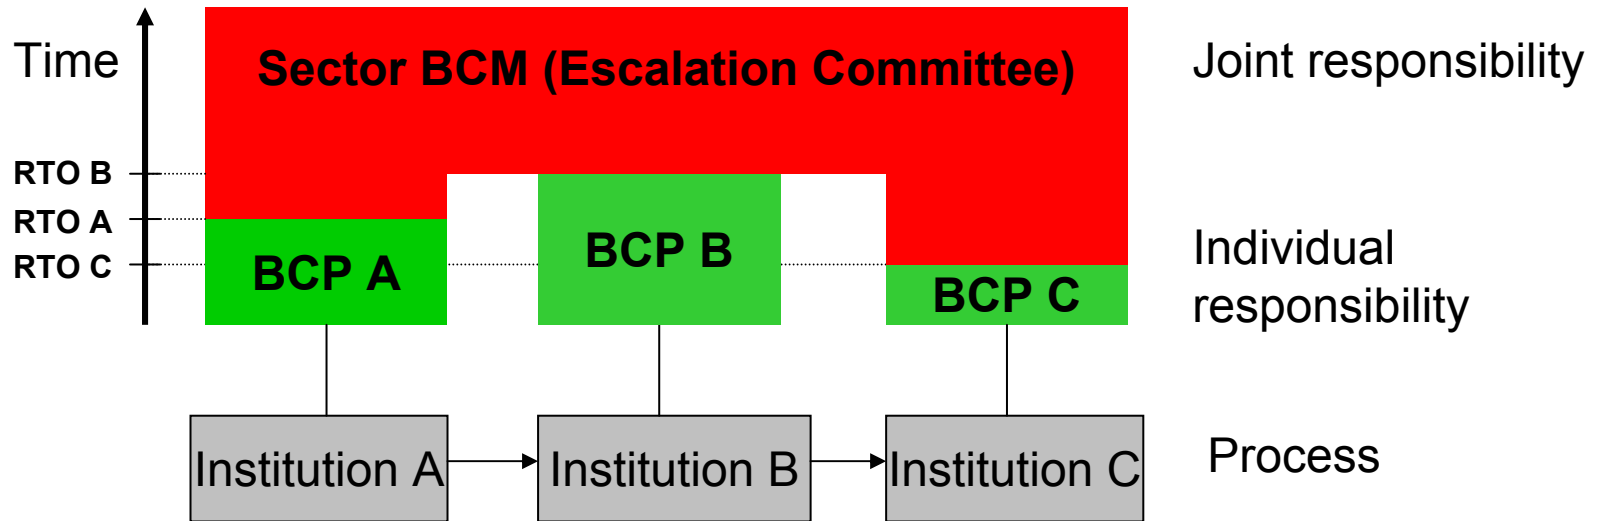 Time
Sector BCM (Escalation Committee)
Joint responsibility
RTO B
RTO A
RTO C
BCP A
BCP B
BCP C
Individual
responsibility
Institution A
Institution B
Institution C
Process